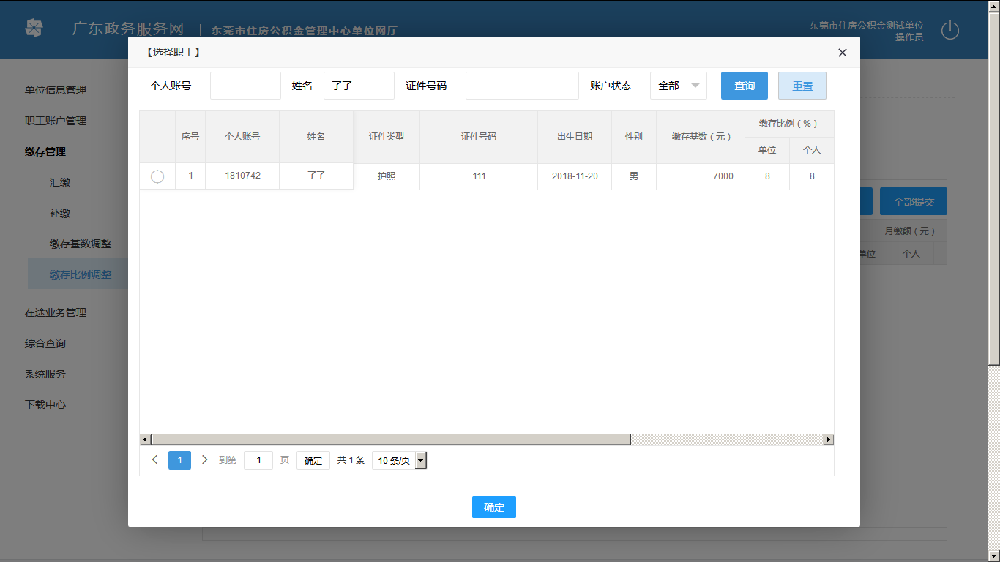 广东政务服务网 东莞市住房公积金管理中心单位网厅
东莞市住房公积金测试单位
操作员
【选择职工】
个人账号 姓名 了了 证件号码 账户状态 全部 查询 重置
单位信息管理
职工账户管理
缴存管理
汇缴
补缴
缴存基数调整
缴存比例调整
在途业务管理
综合查询
系统服务
下载中心
序号 个人账号 姓名 证件类型 证件号码 出生日期 性别 缴存基数（元） 缴存比例（%）
单位 个人
1 1810742 了了 护照 111 2018-11-20 男 7000 8 8
全部提交
月缴额（元）
单位 个人
1 到第 1 页 确定 共 1 条 10 条/页
确定